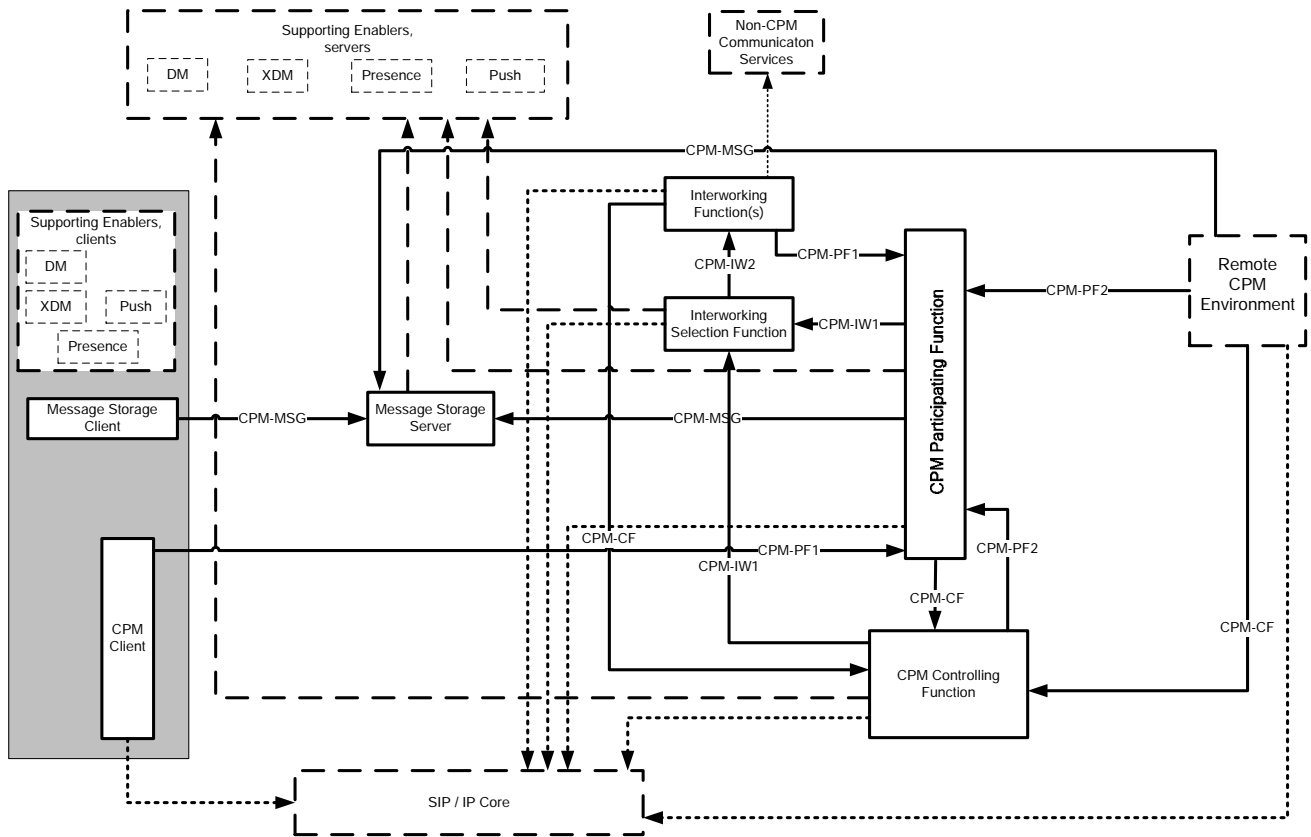 Supporting Enablers,
servers
DM
XDM
Presence
Push
Non-CPM
Communicaton
Services
CPM-MSG
Supporting Enablers,
clients
DM
XDM
Push
Presence
Interworking
Function(s)
CPM-PF1
CPM-IW2
Remote
CPM
Environment
CPM-PF2
Interworking
Selection Function
CPM-IW1
CPM Participating Function
Message Storage
Client
CPM-MSG
Message Storage
Server
CPM-MSG
CPM-CF
CPM-PF1
CPM-PF2
CPM-IW1
CPM-CF
CPM
Client
CPM-CF
CPM Controlling
Function
SIP / IP Core